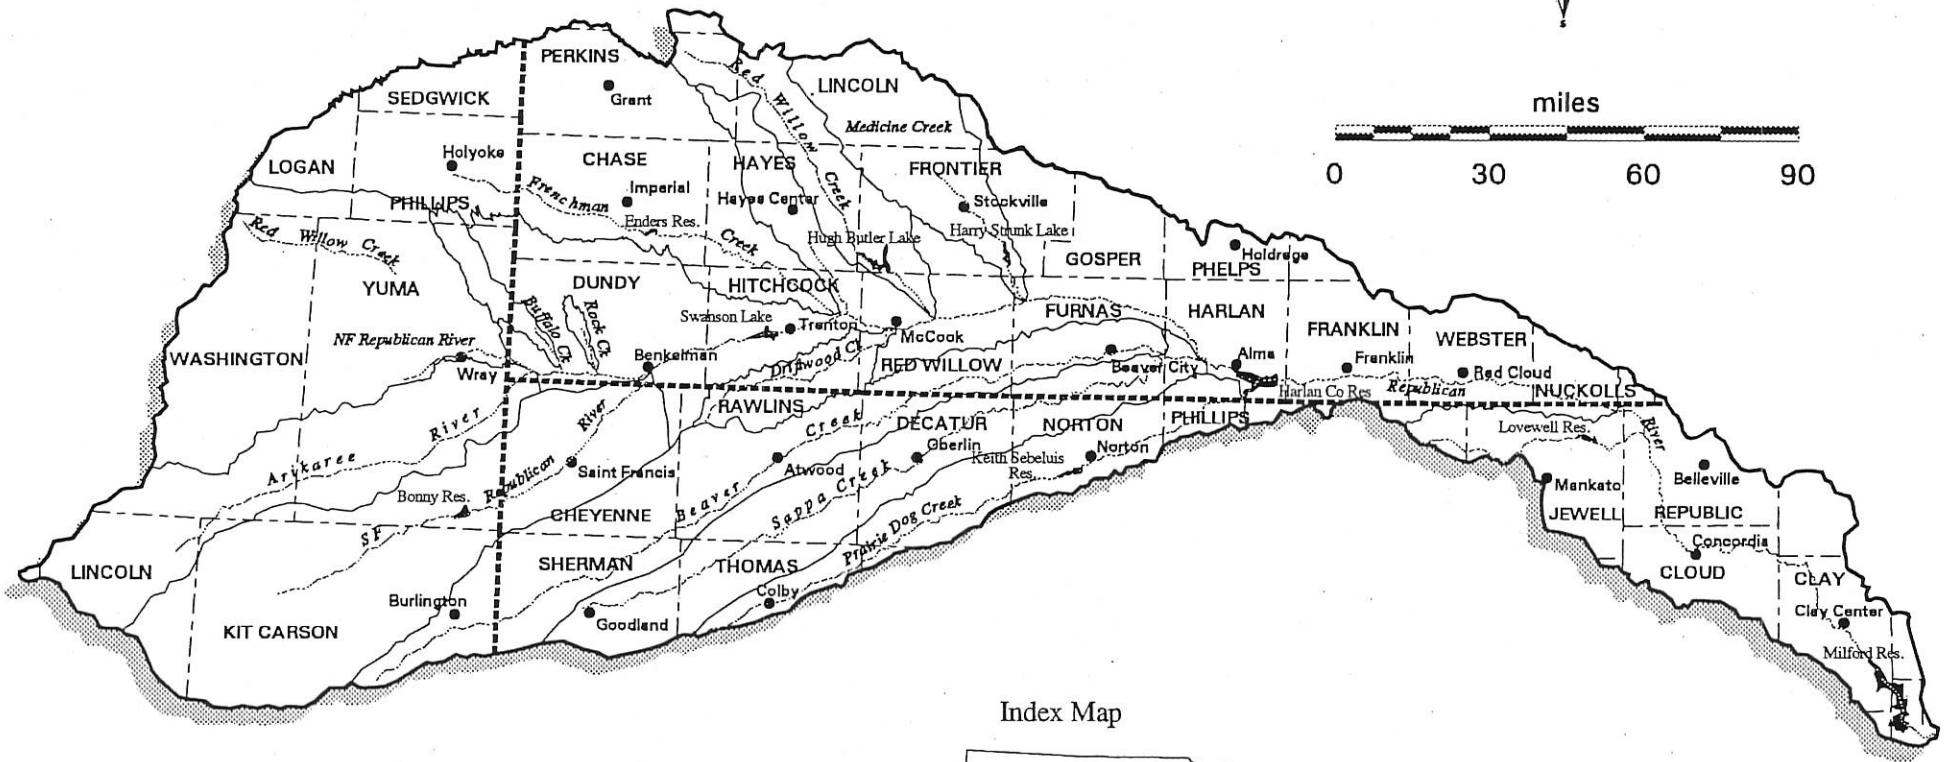 S
PERKINS
Grant
Red
LINCOLN
SEDGWICK
Willow
miles
Medicine Creek
0 30 60 90
Holyoke
LOGAN
CHASE
HAYES
FRONTIER
Imperial
Creek
PHILLIPS
Frenchman
Hayes Center
Stockville
Enders Res.
Red Willow Creek
Creek
Hugh Butler Lake
Harry Strunk Lake
Holdrege
GOSPER
PHELPS
YUMA
DUNDY
HITCHCOCK
Buffalo Ck
Rock Ck
Swanson Lake
Trenton
FURNAS
HARLAN
FRANKLIN
WEBSTER
NF Republican River
McCook
WASHINGTON
Benkelman
Driftwood Ck
RED WILLOW
Beaver City
Alma
Franklin
Red Cloud
Wray
Harlan Co Res.
Republican
NUCKOLLS
River
River
RAWLINS
Creek
DECATUR
NORTON
PHILLIPS
Lovewell Res.
River
Arikaree
Oberlin
Keith Sebeluis
Res.
Norton
Saint Francis
Atwood
Belleville
Bonny Res.
Republican
Mankato
SF
CHEYENNE
Beaver
Sappa Creek
Prairie Dog Creek
JEWELL
REPUBLIC
Concordia
LINCOLN
SHERMAN
THOMAS
CLOUD
CLAY
Burlington
Colby
Clay Center
KIT CARSON
Goodland
Milford Res.
Index Map